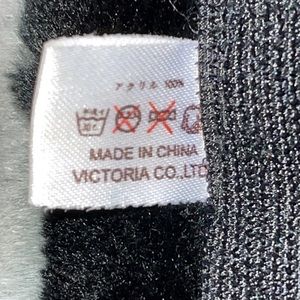 アクリル 100%
MADE IN CHINA
VICTORIA CO.,LTD